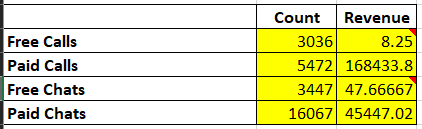 Count Revenue
Free Calls 3036 8.25
Paid Calls 5472 168433.8
Free Chats 3447 47.66667
Paid Chats 16067 45447.02